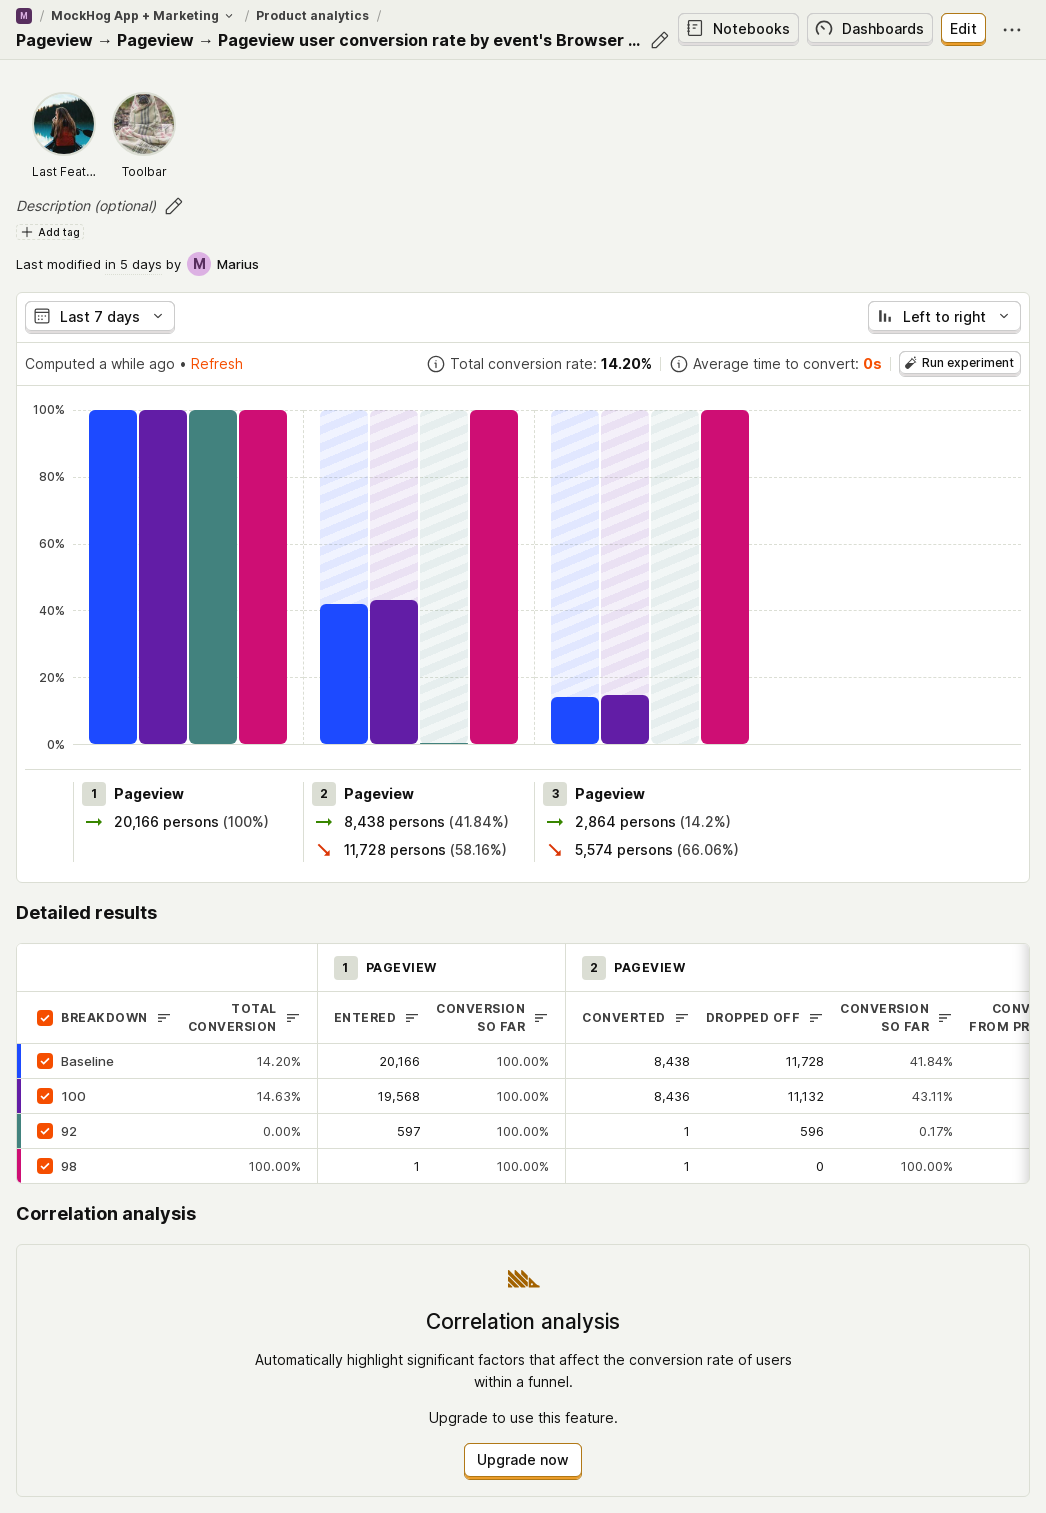 M / MockHog App + Marketing / Product analytics /
Pageview → Pageview → Pageview user conversion rate by event's Browser ...
Notebooks
Dashboards
Edit
Last Feat...
Toolbar
Description (optional)
Add tag
Last modified in 5 days by M Marius
Last 7 days
Left to right
Computed a while ago • Refresh
Total conversion rate: 14.20%
Average time to convert: 0s
Run experiment
100%
80%
60%
40%
20%
0%
1 Pageview
20,166 persons (100%)
2 Pageview
8,438 persons (41.84%)
11,728 persons (58.16%)
3 Pageview
2,864 persons (14.2%)
5,574 persons (66.06%)
Detailed results
1 PAGEVIEW
2 PAGEVIEW
BREAKDOWN
TOTAL
CONVERSION
ENTERED
CONVERSION
SO FAR
CONVERTED
DROPPED OFF
CONVERSION
SO FAR
CONV
FROM PR
Baseline 14.20% 20,166 100.00% 8,438 11,728 41.84%
100 14.63% 19,568 100.00% 8,436 11,132 43.11%
92 0.00% 597 100.00% 1 596 0.17%
98 100.00% 1 100.00% 1 0 100.00%
Correlation analysis
Correlation analysis
Automatically highlight significant factors that affect the conversion rate of users
within a funnel.
Upgrade to use this feature.
Upgrade now